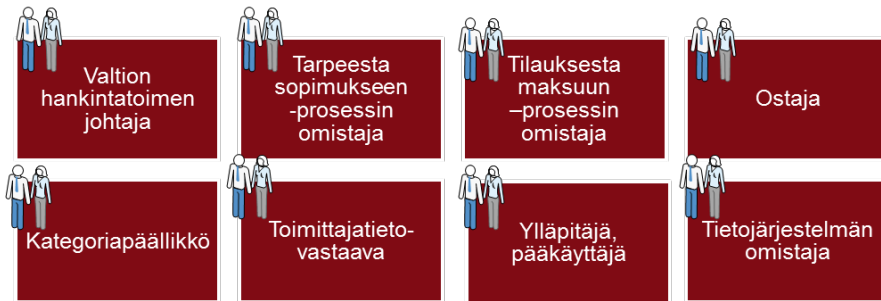 Valtion
hankintatoimen
johtaja
Tarpeesta
sopimukseen
-prosessin
omistaja
Tilauksesta
maksuun
–prosessin
omistaja
Ostaja
Kategoriapäällikkö
Toimittajatieto-
vastaava
Ylläpitäjä,
pääkäyttäjä
Tietojärjestelmän
omistaja